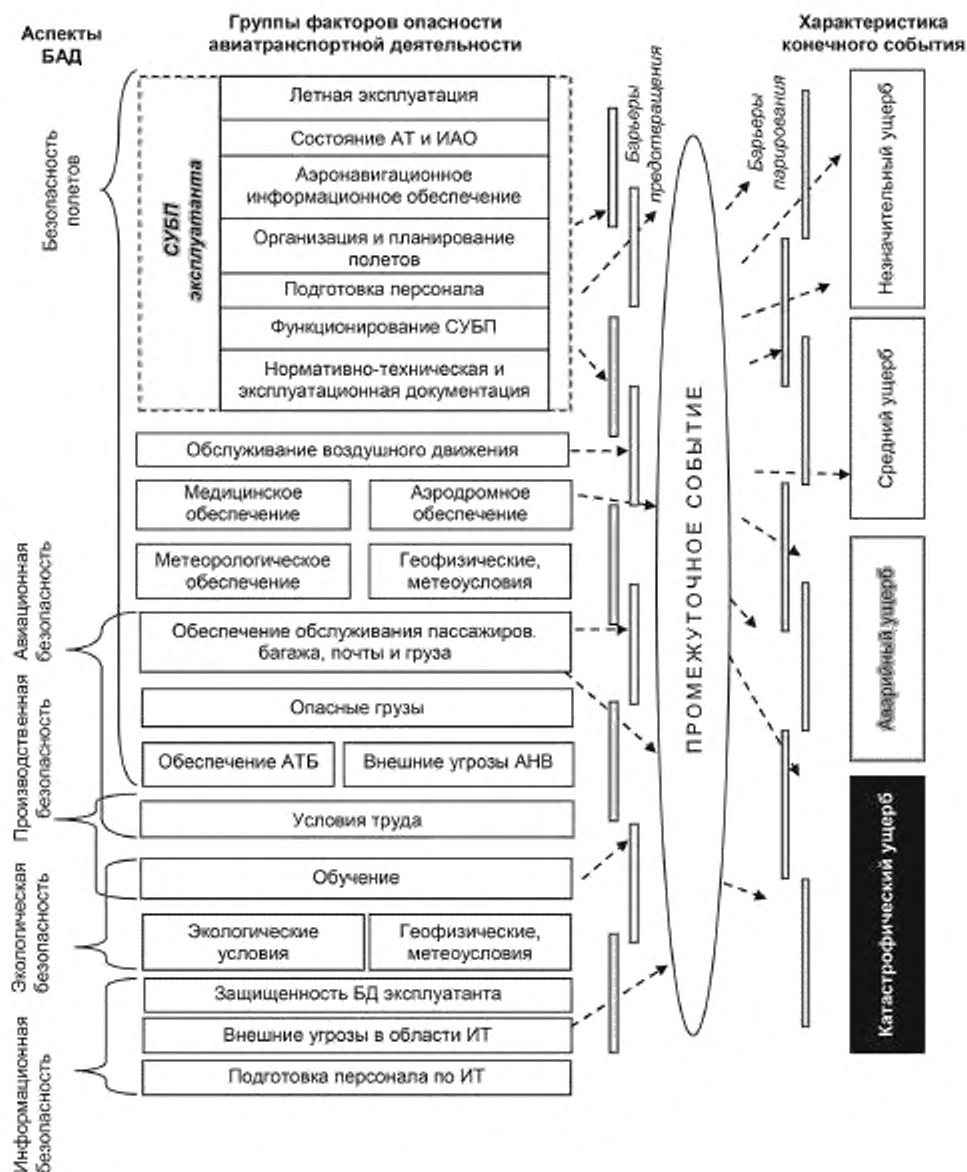 Аспекты
БАД
Группы факторов опасности
авиатранспортной деятельности
Характеристика
конечного события
Безопасность
полетов
Авиационная
безопасность
Производственная
безопасность
Экологическая
безопасность
Информационная
безопасность
СУБП
эксплуатанта
Летная эксплуатация
Состояние АТ и ИАО
Аэронавигационное
информационное обеспечение
Организация и планирование
полетов
Подготовка персонала
Функционирование СУБП
Нормативно-техническая и
эксплуатационная документация
Обслуживание воздушного движения
Медицинское
обеспечение
Аэродромное
обеспечение
Метеорологическое
обеспечение
Геофизические,
метеоусловия
Обеспечение обслуживания пассажиров.
багажа, почты и груза
Опасные грузы
Обеспечение АТБ
Внешние угрозы АНВ
Условия труда
Обучение
Экологические
условия
Геофизические,
метеоусловия
Защищенность БД эксплуатанта
Внешние угрозы в области ИТ
Подготовка персонала по ИТ
Барьеры
предотвращения
ПРОМЕЖУТОЧНОЕ СОБЫТИЕ
Барьеры
парирования
Незначительный ущерб
Средний ущерб
Аварийный ущерб
Катастрофический ущерб